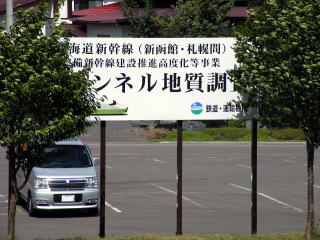 海道新幹線（新函館・札幌間）
備新幹線建設推進高度化等事業
ンネル地質調
鉄道・運輸